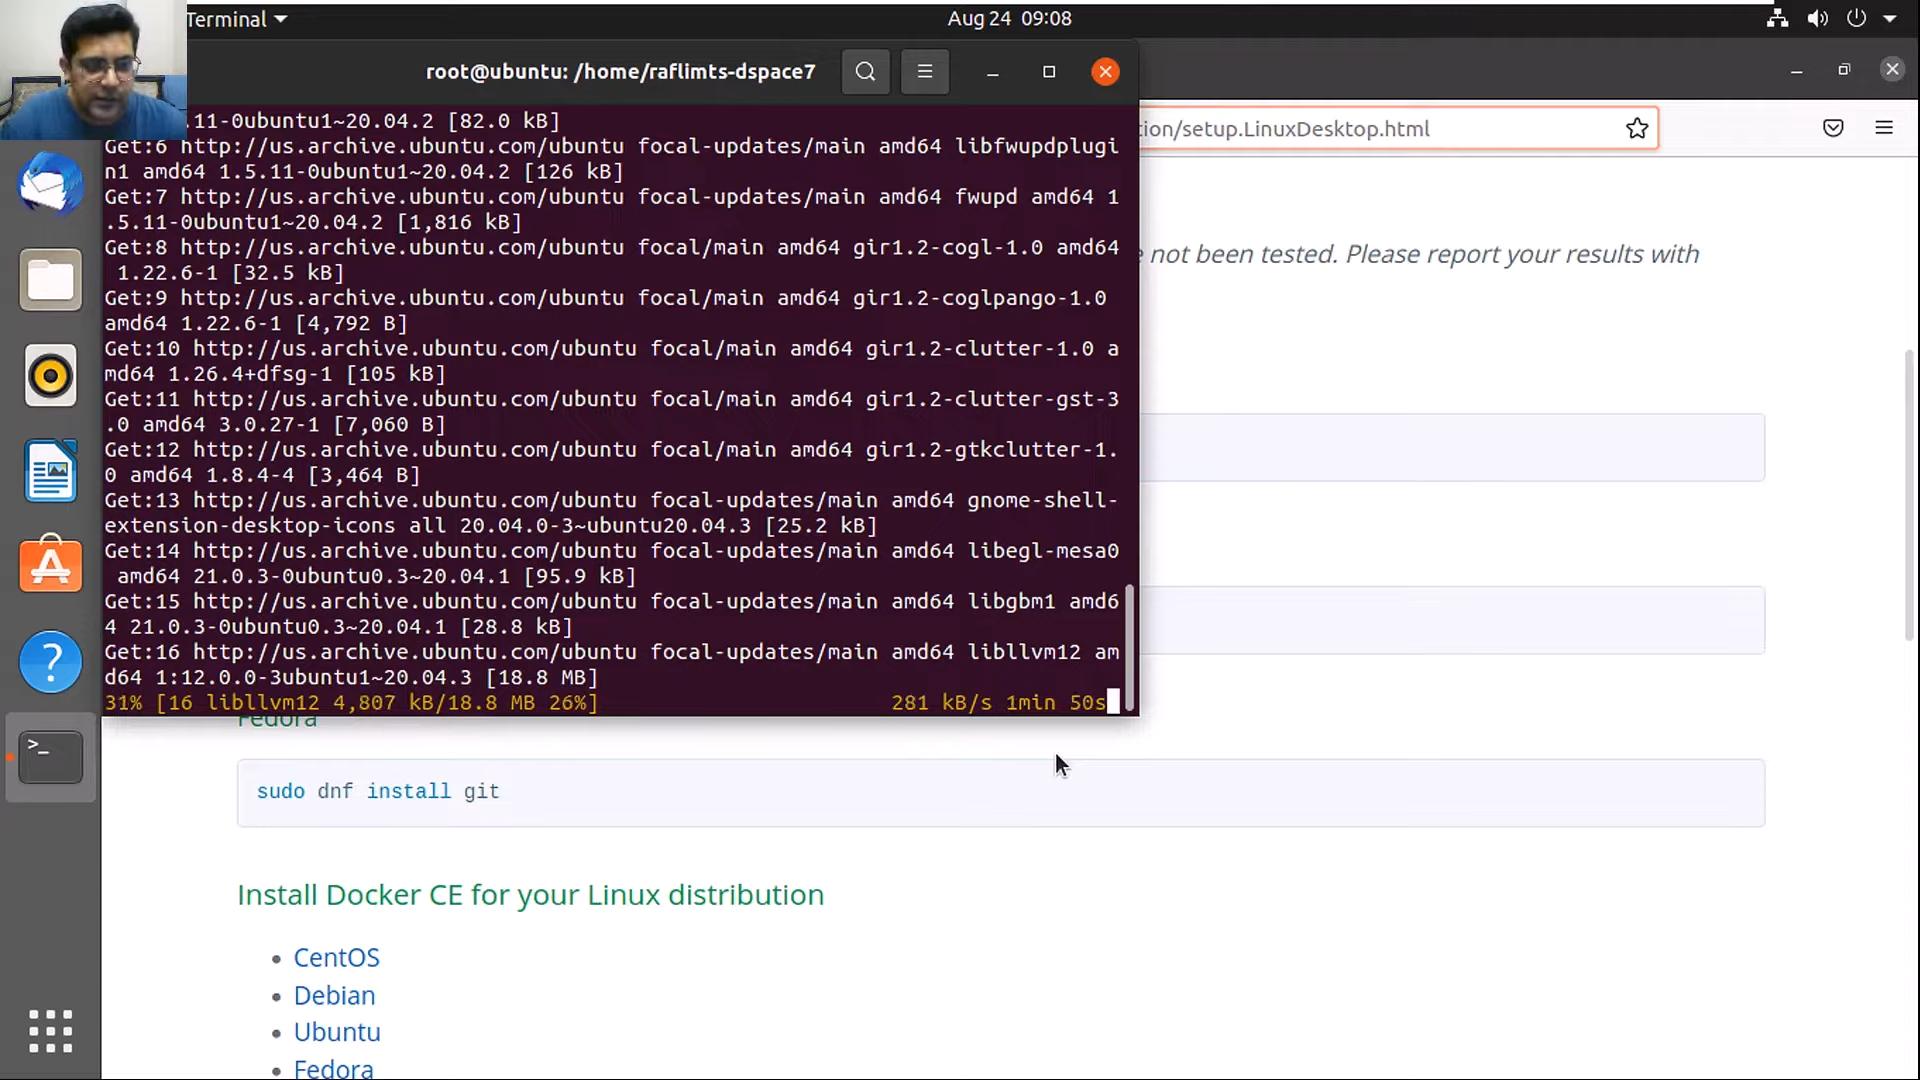 Terminal
Aug 24 09:08
root@ubuntu: /home/raflimts-dspace7
.11-0ubuntu1~20.04.2 [82.0 kB]
Get:6 http://us.archive.ubuntu.com/ubuntu focal-updates/main amd64 libfwupdplugi
n1 amd64 1.5.11-0ubuntu1~20.04.2 [126 kB]
Get:7 http://us.archive.ubuntu.com/ubuntu focal-updates/main amd64 fwupd amd64 1
.5.11-0ubuntu1~20.04.2 [1,816 kB]
Get:8 http://us.archive.ubuntu.com/ubuntu focal/main amd64 gir1.2-cogl-1.0 amd64
1.22.6-1 [32.5 kB]
Get:9 http://us.archive.ubuntu.com/ubuntu focal/main amd64 gir1.2-coglpango-1.0
amd64 1.22.6-1 [4,792 B]
Get:10 http://us.archive.ubuntu.com/ubuntu focal/main amd64 gir1.2-clutter-1.0 a
md64 1.26.4+dfsg-1 [105 kB]
Get:11 http://us.archive.ubuntu.com/ubuntu focal/main amd64 gir1.2-clutter-gst-3
.0 amd64 3.0.27-1 [7,060 B]
Get:12 http://us.archive.ubuntu.com/ubuntu focal/main amd64 gir1.2-gtkclutter-1.
0 amd64 1.8.4-4 [3,464 B]
Get:13 http://us.archive.ubuntu.com/ubuntu focal-updates/main amd64 gnome-shell-
extension-desktop-icons all 20.04.0-3~ubuntu20.04.3 [25.2 kB]
Get:14 http://us.archive.ubuntu.com/ubuntu focal-updates/main amd64 libegl-mesa0
amd64 21.0.3-0ubuntu0.3~20.04.1 [95.9 kB]
Get:15 http://us.archive.ubuntu.com/ubuntu focal-updates/main amd64 libgbm1 amd6
4 21.0.3-0ubuntu0.3~20.04.1 [28.8 kB]
Get:16 http://us.archive.ubuntu.com/ubuntu focal-updates/main amd64 libllvm12 am
d64 1:12.0.0-3ubuntu1~20.04.3 [18.8 MB]
31% [16 libllvm12 4,807 kB/18.8 MB 26%] 281 kB/s 1min 50s
ion/setup.LinuxDesktop.html
not been tested. Please report your results with
Fedora
sudo dnf install git
Install Docker CE for your Linux distribution
CentOS
Debian
Ubuntu
Fedora